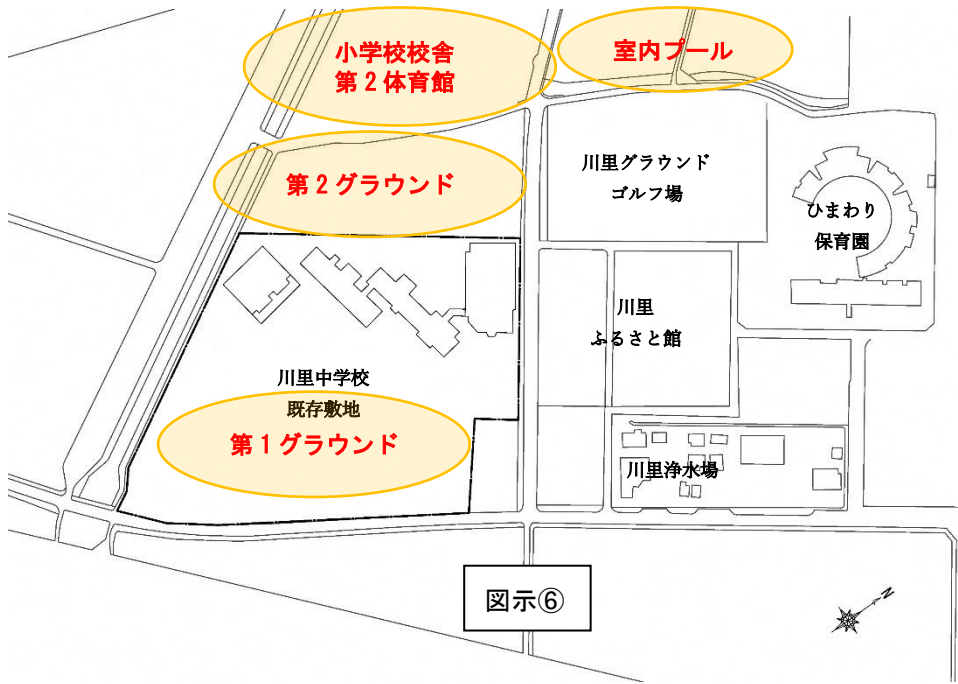 小学校校舎
第2体育館
室内プール
第2グラウンド
川里グラウンド
ゴルフ場
ひまわり
保育園
川里
ふるさと館
川里中学校
既存敷地
第1グラウンド
川里浄水場
図示⑥
N